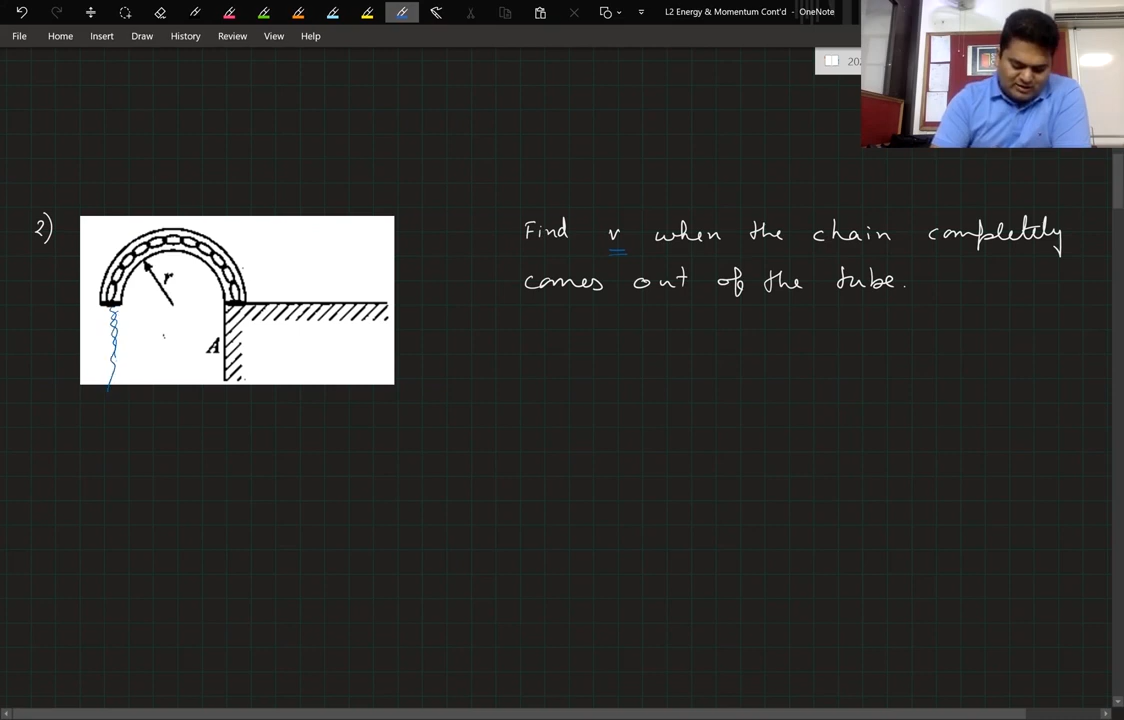 L2 Energy & Momentum Cont'd - OneNote
File Home Insert Draw History Review View Help
20
2)
Find v when the chain completely
comes out of the tube.
r
A